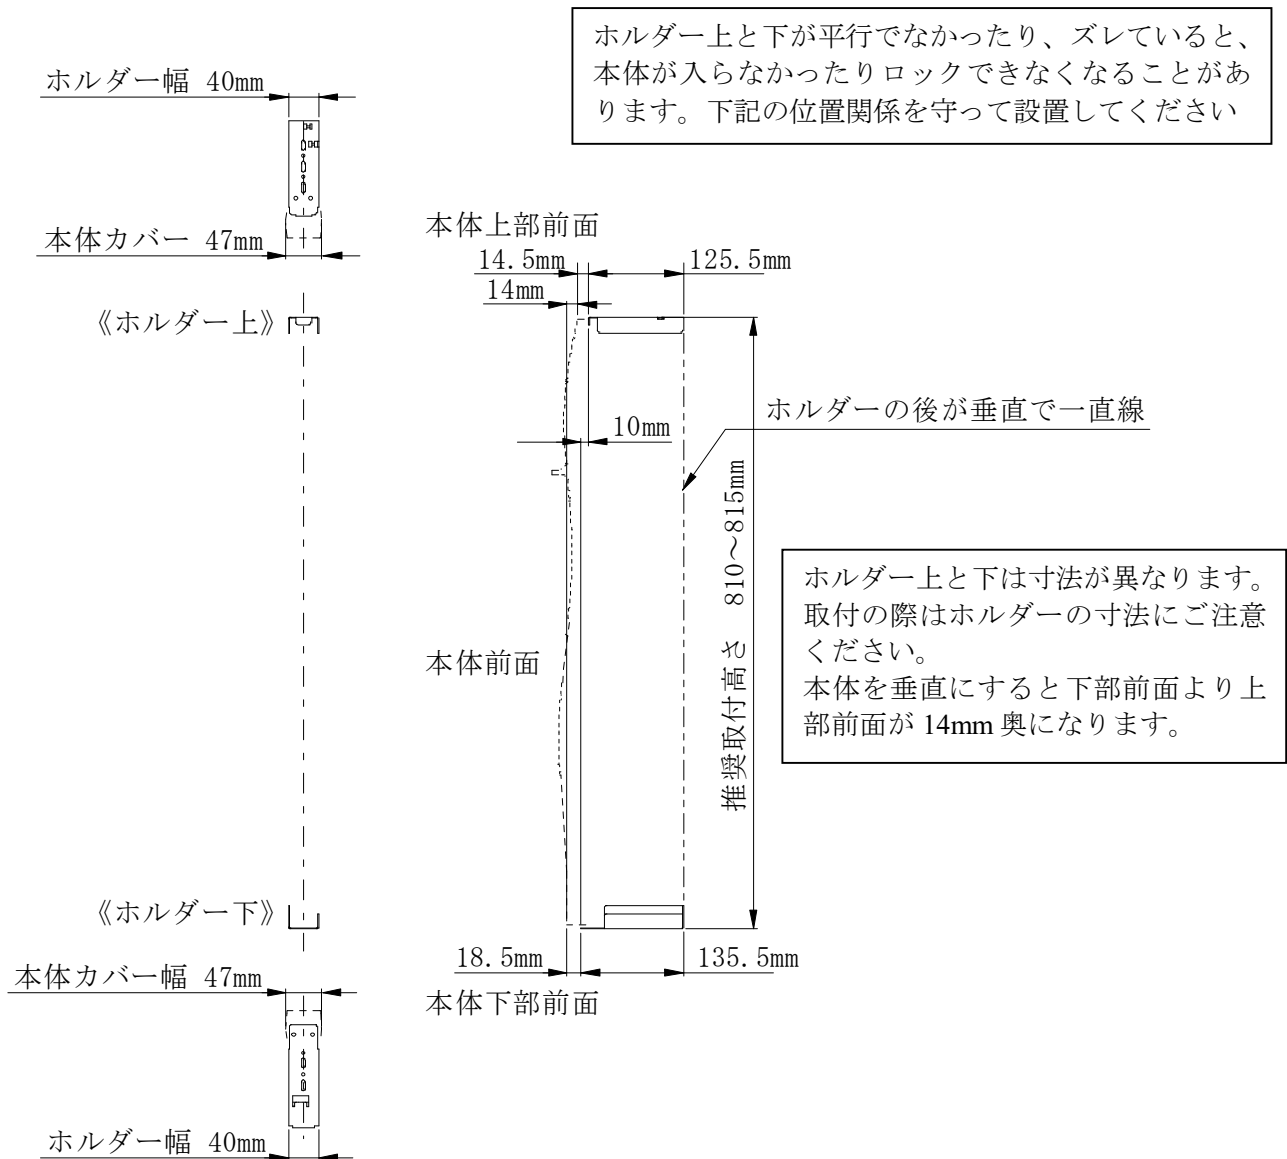 ホルダー上と下が平行でなかったり、ズレていると、
本体が入らなかったりロックできなくなることがあ
ります。下記の位置関係を守って設置してください
ホルダー幅 40mm
本体カバー 47mm
《ホルダー上》
本体上部前面
14.5mm
125.5mm
14mm
ホルダーの後が垂直で一直線
10mm
推奨取付高さ 810～815mm
ホルダー上と下は寸法が異なります。
取付の際はホルダーの寸法にご注意
ください。
本体を垂直にすると下部前面より上
部前面が 14mm 奥になります。
本体前面
《ホルダー下》
18.5mm
135.5mm
本体カバー幅 47mm
本体下部前面
ホルダー幅 40mm